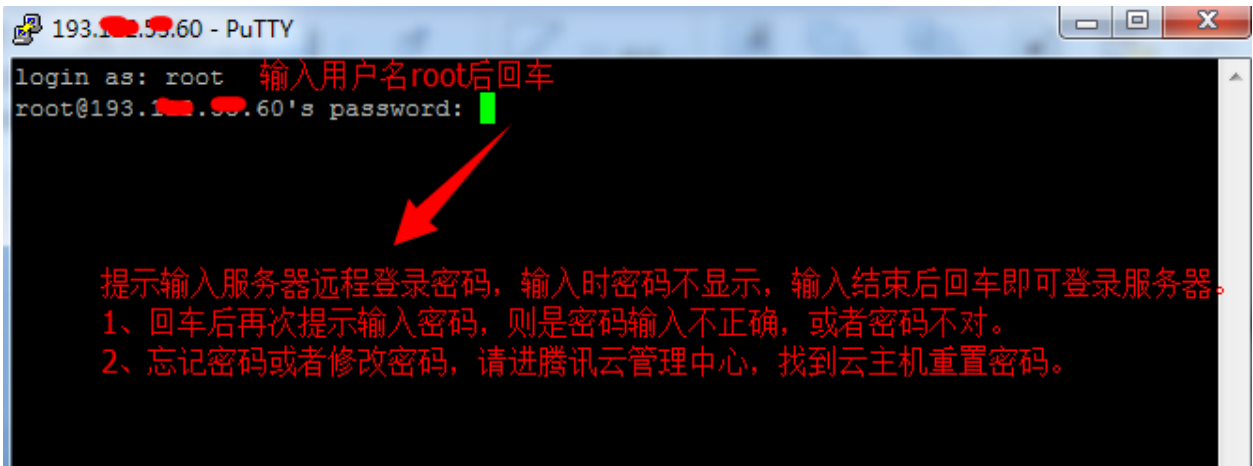 193. .60 - PuTTY
login as: root 输入用户名root后回车
root@193. . .60's password:
提示输入服务器远程登录密码，输入时密码不显示，输入结束后回车即可登录服务器。
1、回车后再次提示输入密码，则是密码输入不正确，或者密码不对。
2、忘记密码或者修改密码，请进腾讯云管理中心，找到云主机重置密码。